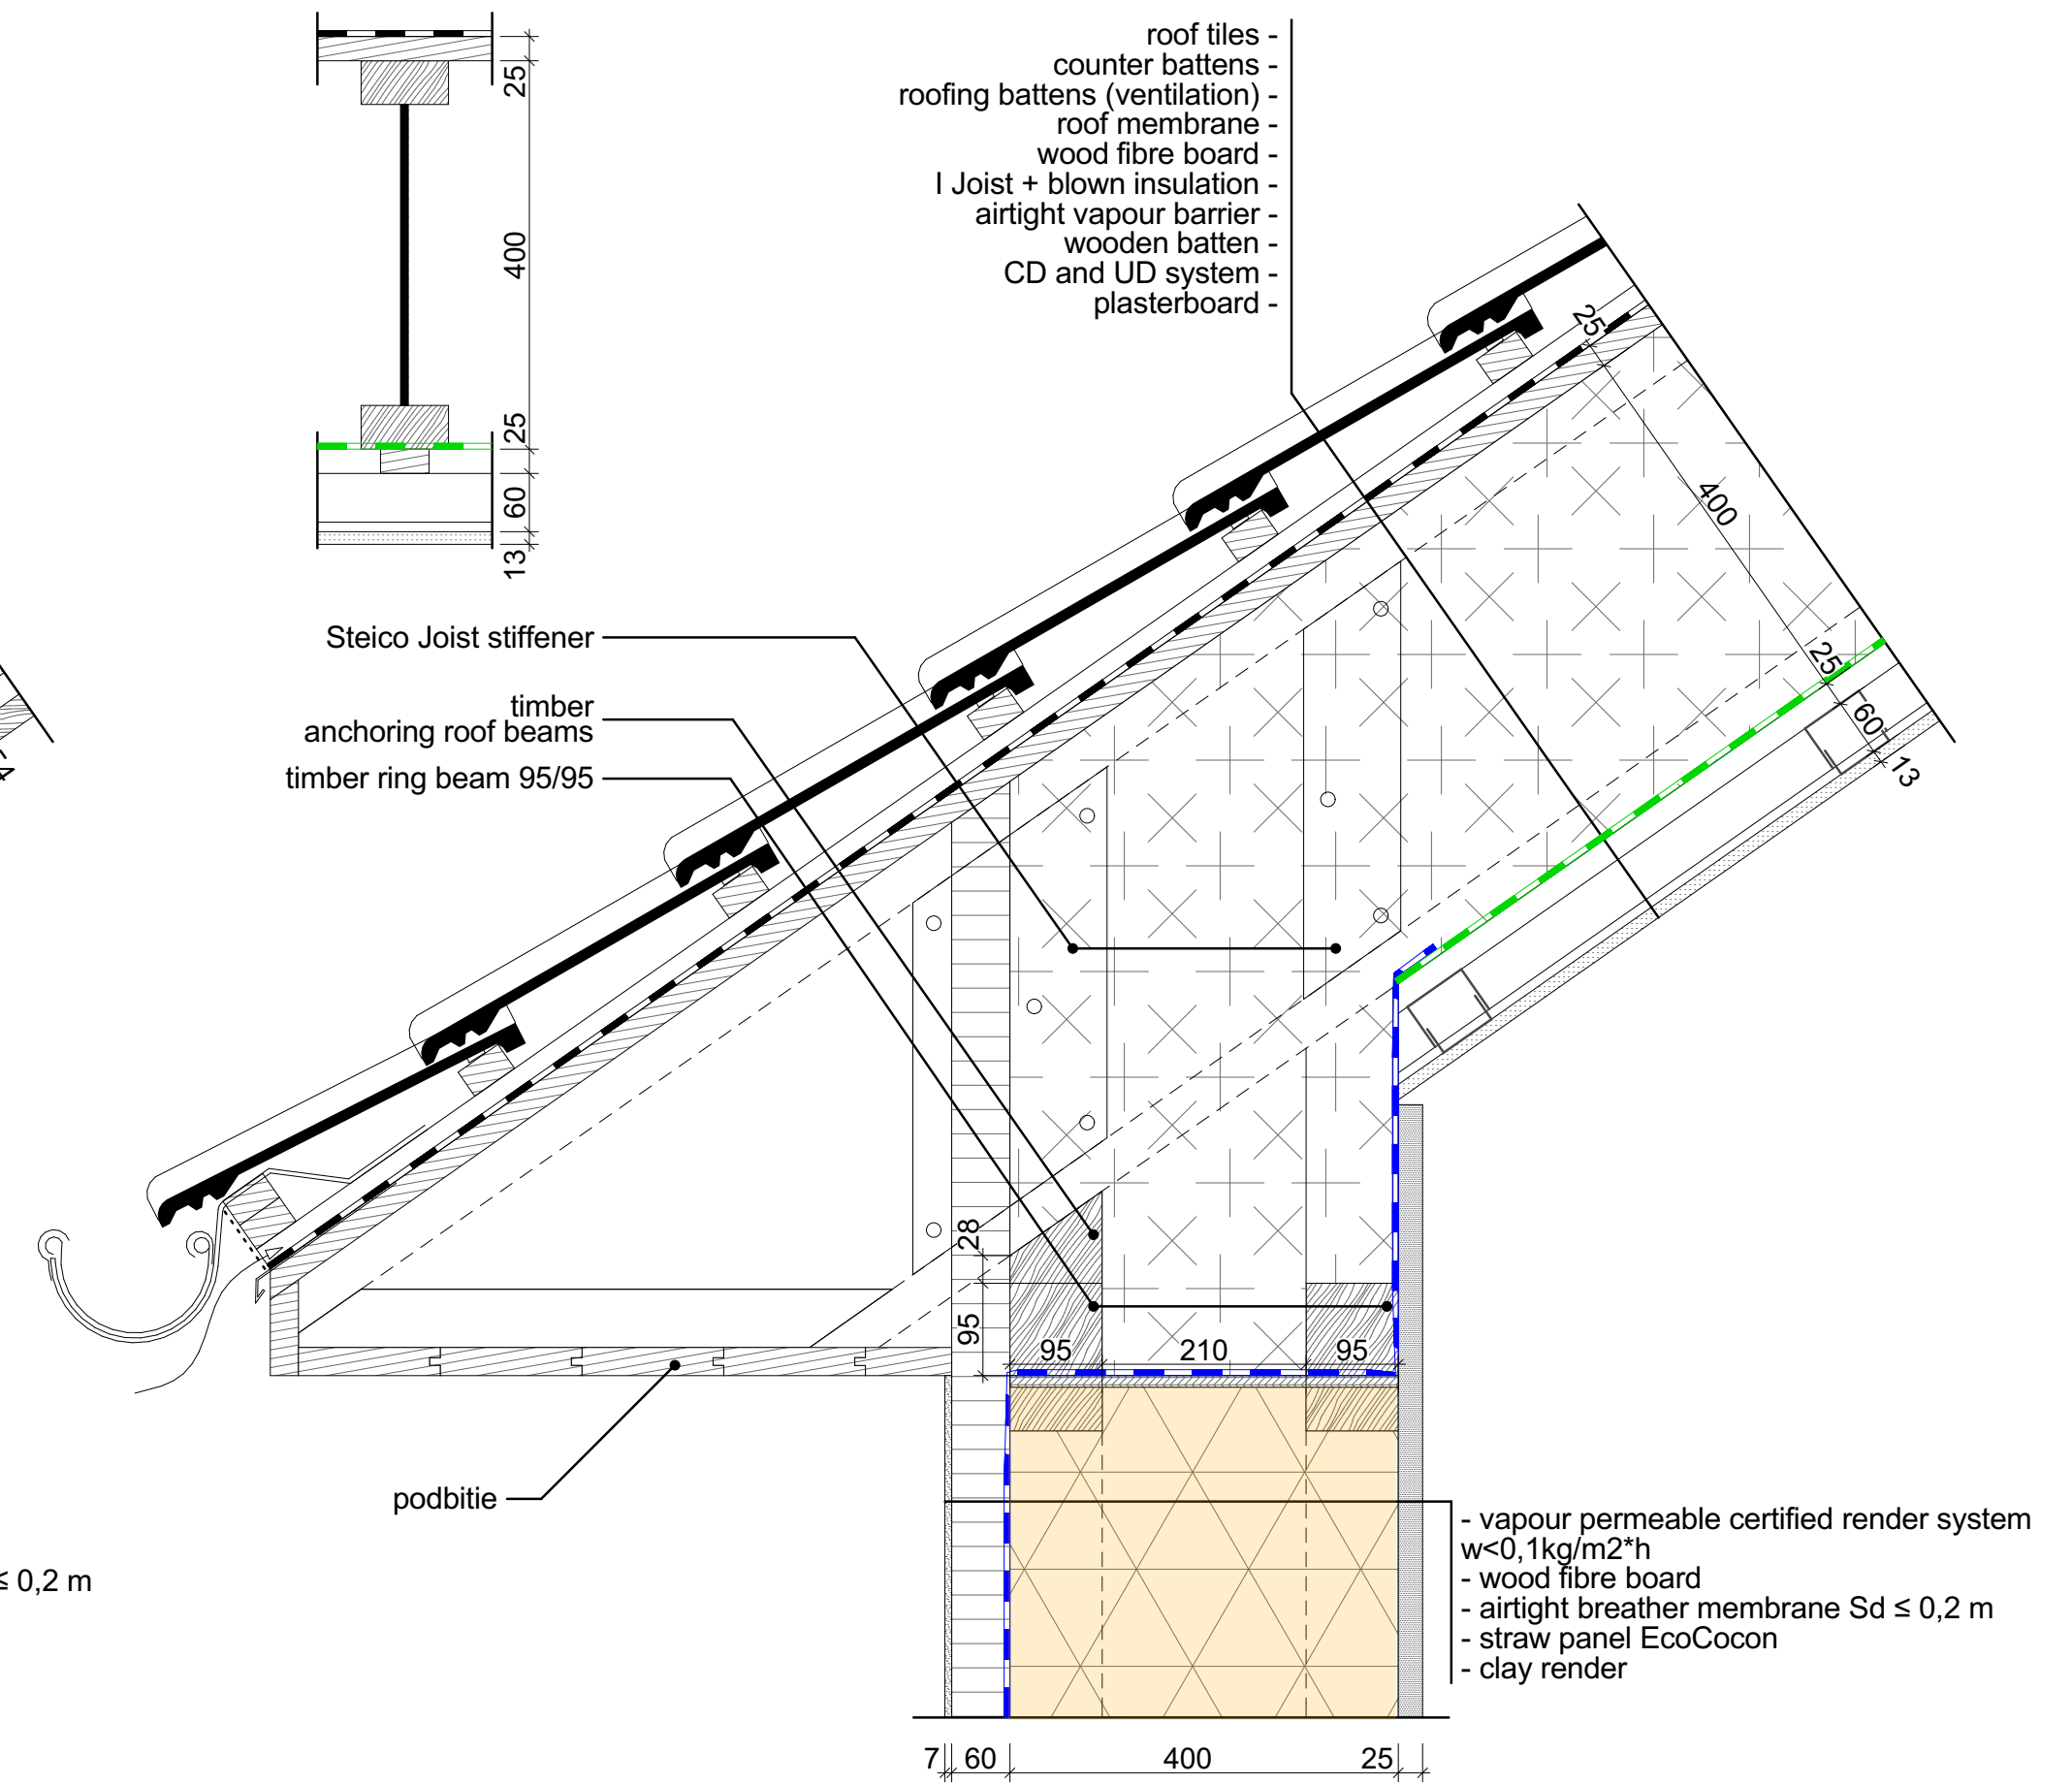 25
400
25
60
13
roof tiles -
counter battens -
roofing battens (ventilation) -
roof membrane -
wood fibre board -
I Joist + blown insulation -
airtight vapour barrier -
wooden batten -
CD and UD system -
plasterboard -
25
400
25
60
13
Steico Joist stiffener
timber
anchoring roof beams
timber ring beam 95/95
4
28
95
95
210
95
podbitie
≤ 0,2 m
- vapour permeable certified render system
w<0,1kg/m2*h
- wood fibre board
- airtight breather membrane Sd ≤ 0,2 m
- straw panel EcoCocon
- clay render
7
60
400
25